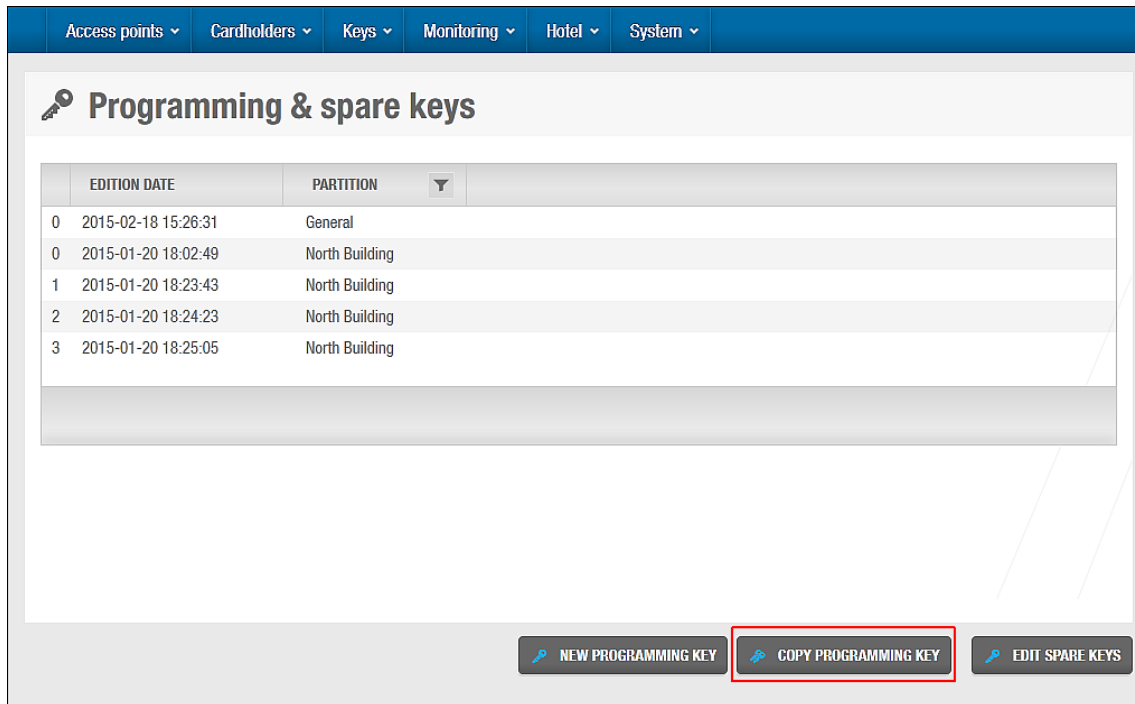 Access points Cardholders Keys Monitoring Hotel System
Programming & spare keys
EDITION DATE PARTITION
0 2015-02-18 15:26:31 General
0 2015-01-20 18:02:49 North Building
1 2015-01-20 18:23:43 North Building
2 2015-01-20 18:24:23 North Building
3 2015-01-20 18:25:05 North Building
NEW PROGRAMMING KEY COPY PROGRAMMING KEY EDIT SPARE KEYS